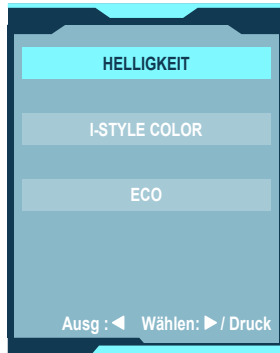 HELLIGKEIT
I-STYLE COLOR
ECO
Ausg :◀ Wählen: ▶ / Druck